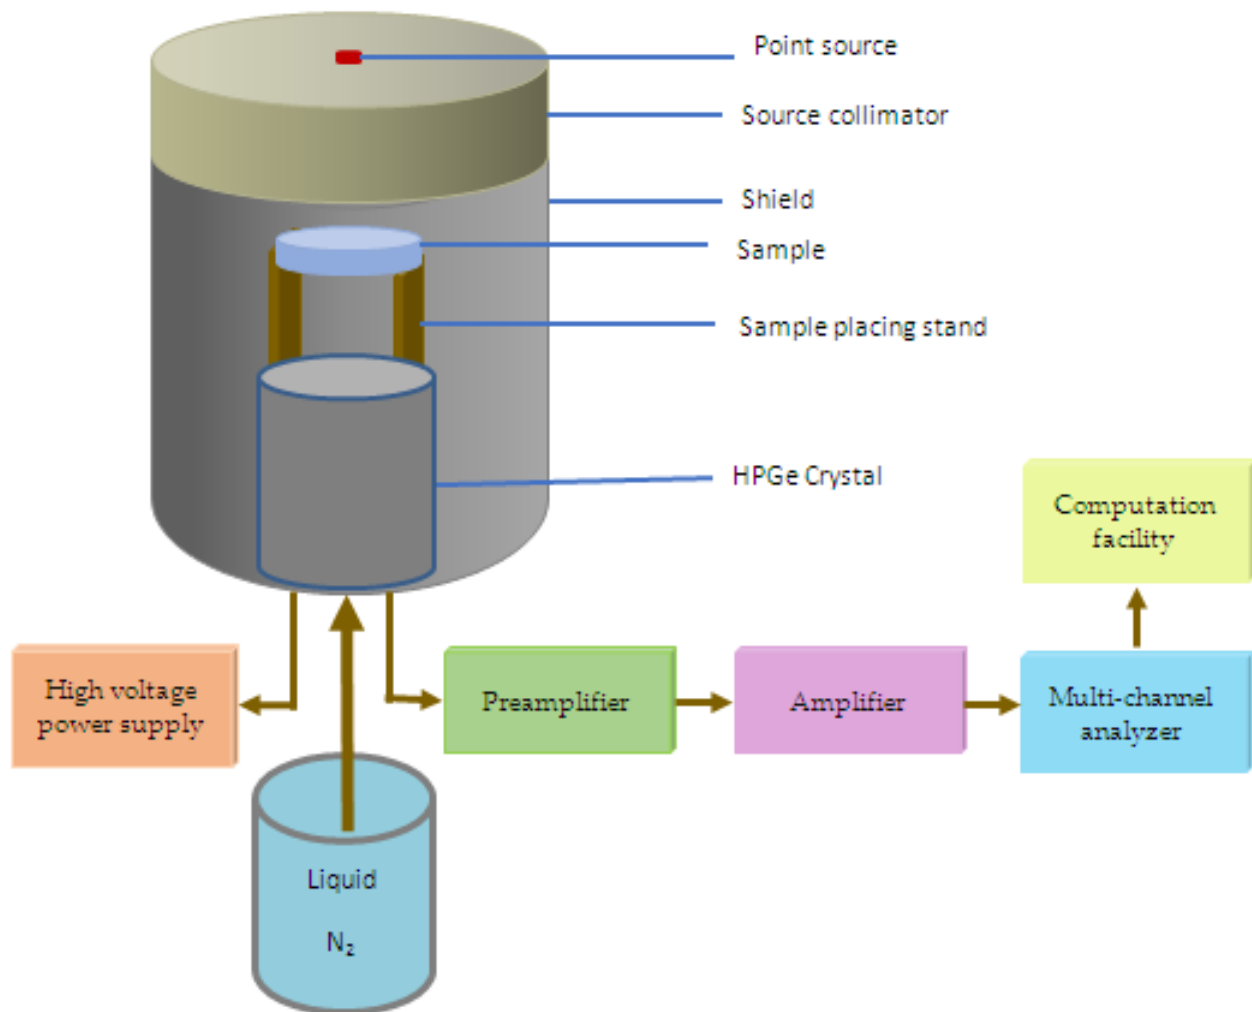 Point source
Source collimator
Shield
Sample
Sample placing stand
HPGe Crystal
Computation
facility
High voltage
power supply
Preamplifier
Amplifier
Multi-channel
analyzer
Liquid
N₂